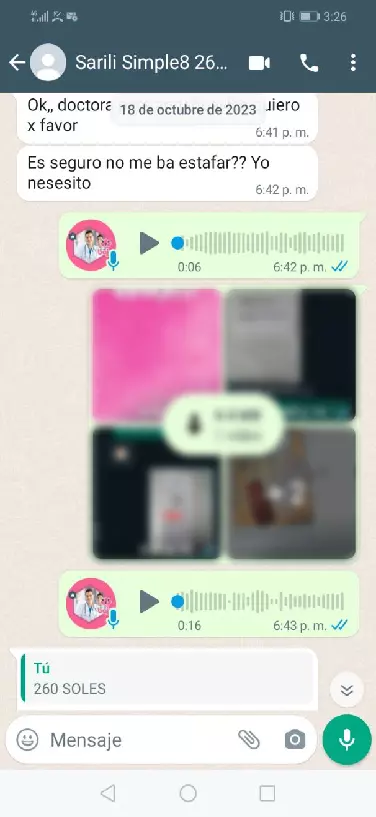 3:26
Sarili Simple8 26...
Ok,, doctora
18 de octubre de 2023
uiero
x favor
6:41 p. m.
Es seguro no me ba estafar?? Yo
nesesito
6:42 p. m.
0:06
6:42 p. m.
+2
0:16
6:43 p. m.
Tú
260 SOLES
Mensaje